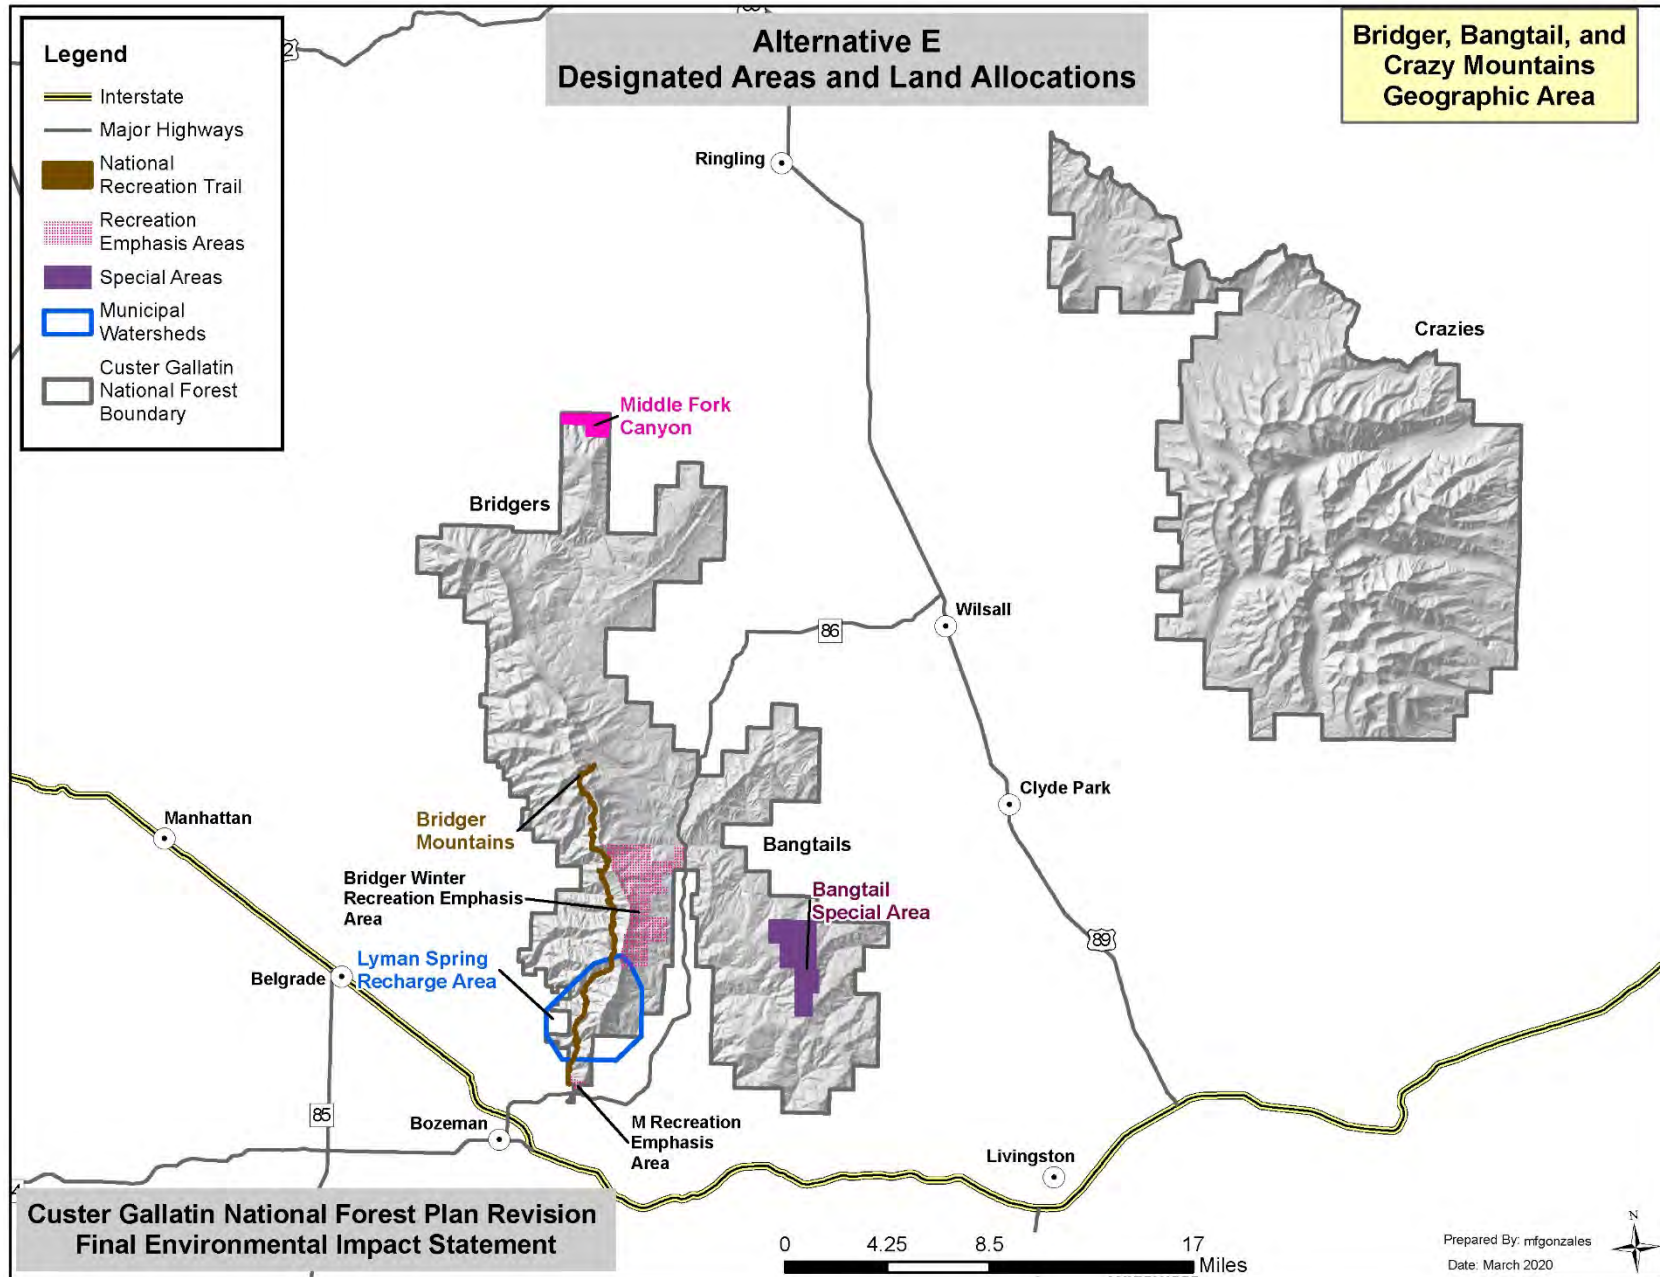 Legend
Interstate
Major Highways
National
Recreation Trail
Recreation
Emphasis Areas
Special Areas
Municipal
Watersheds
Custer Gallatin
National Forest
Boundary
2
Alternative E
Designated Areas and Land Allocations
Bridger, Bangtail, and
Crazy Mountains
Geographic Area
Ringling
Crazies
Middle Fork
Canyon
Bridgers
86
Wilsall
Clyde Park
Manhattan
Bridger
Mountains
Bangtails
Bridger Winter
Recreation Emphasis
Area
Bangtail
Special Area
89
Lyman Spring
Recharge Area
Belgrade
85
Bozeman
M Recreation
Emphasis
Area
Livingston
Custer Gallatin National Forest Plan Revision
Final Environmental Impact Statement
0 4.25 8.5 17
Miles
N
Prepared By: mfgonzales
Date: March 2020